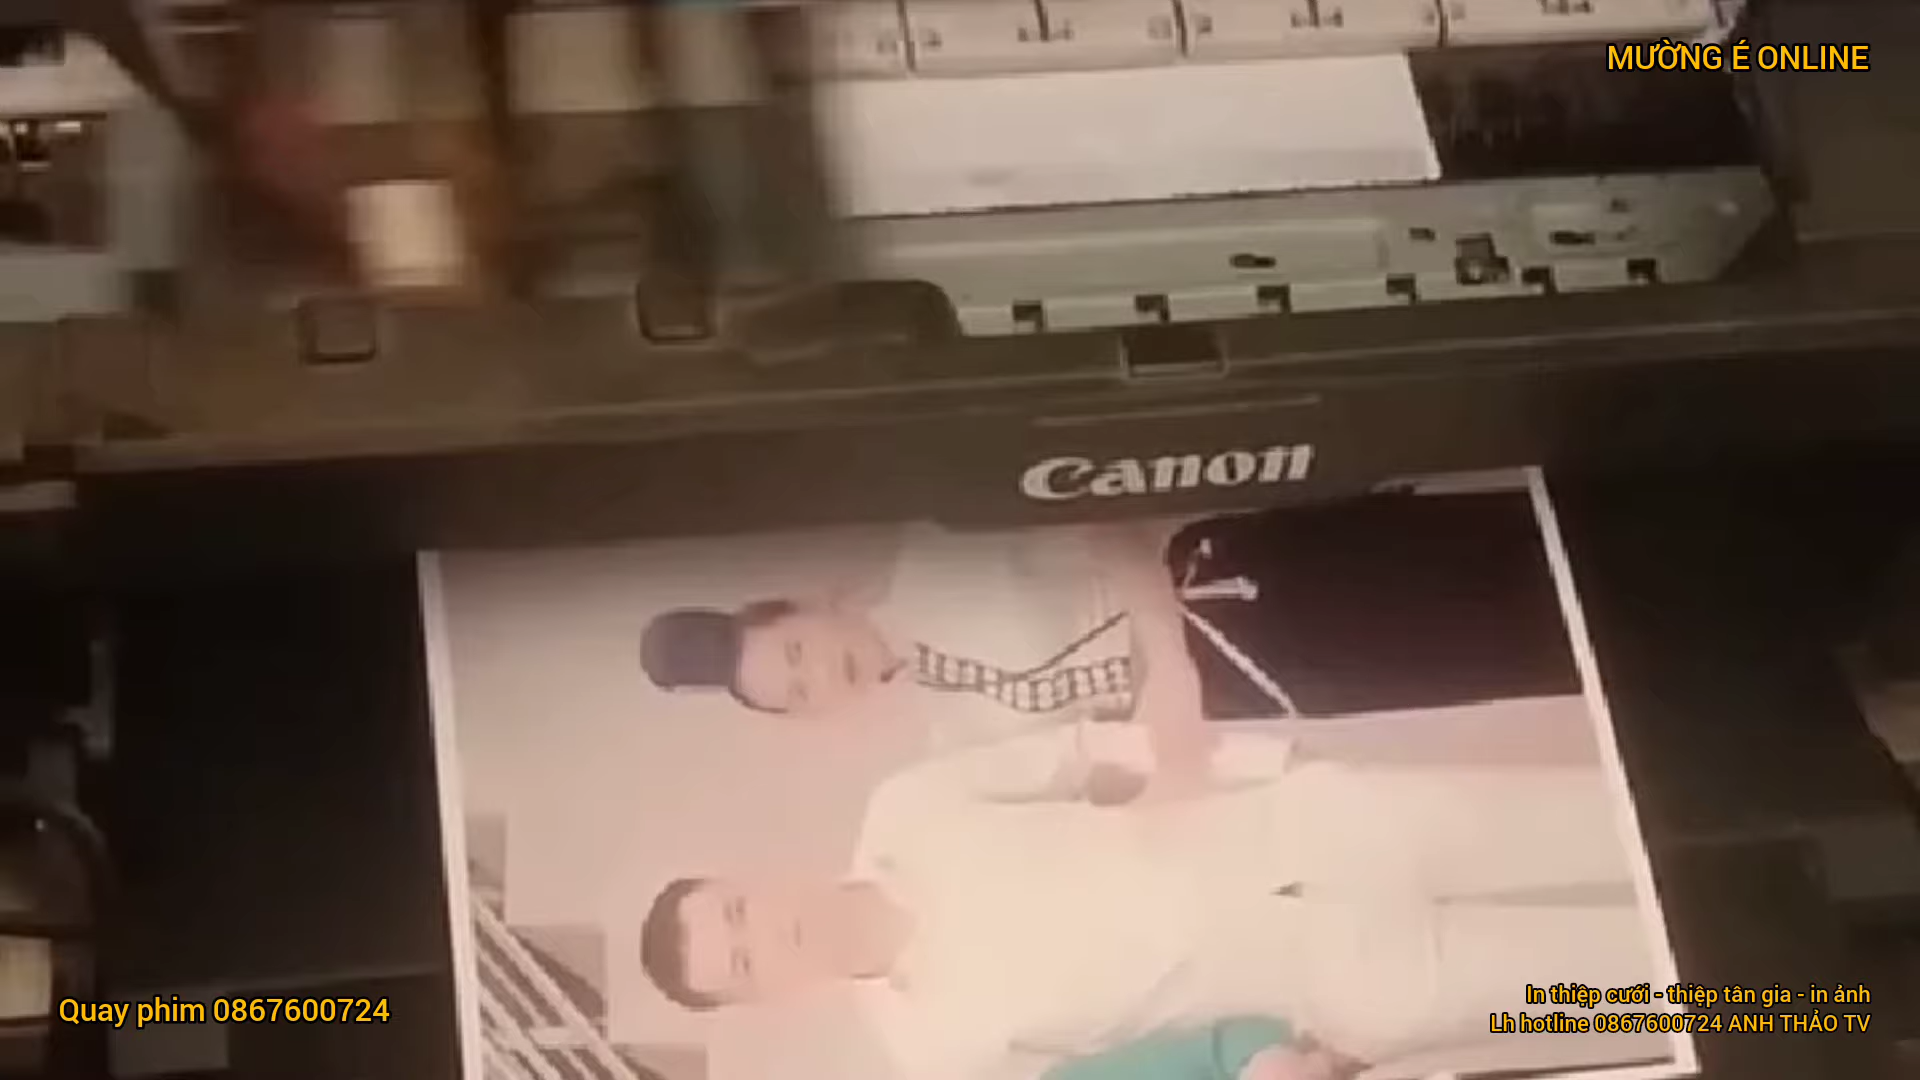 MƯỜNG É ONLINE
Canon
Quay phim 0867600724
In thiệp cưới - thiệp tân gia - in ảnh
Lh hotline 0867600724 ANH THẢO TV